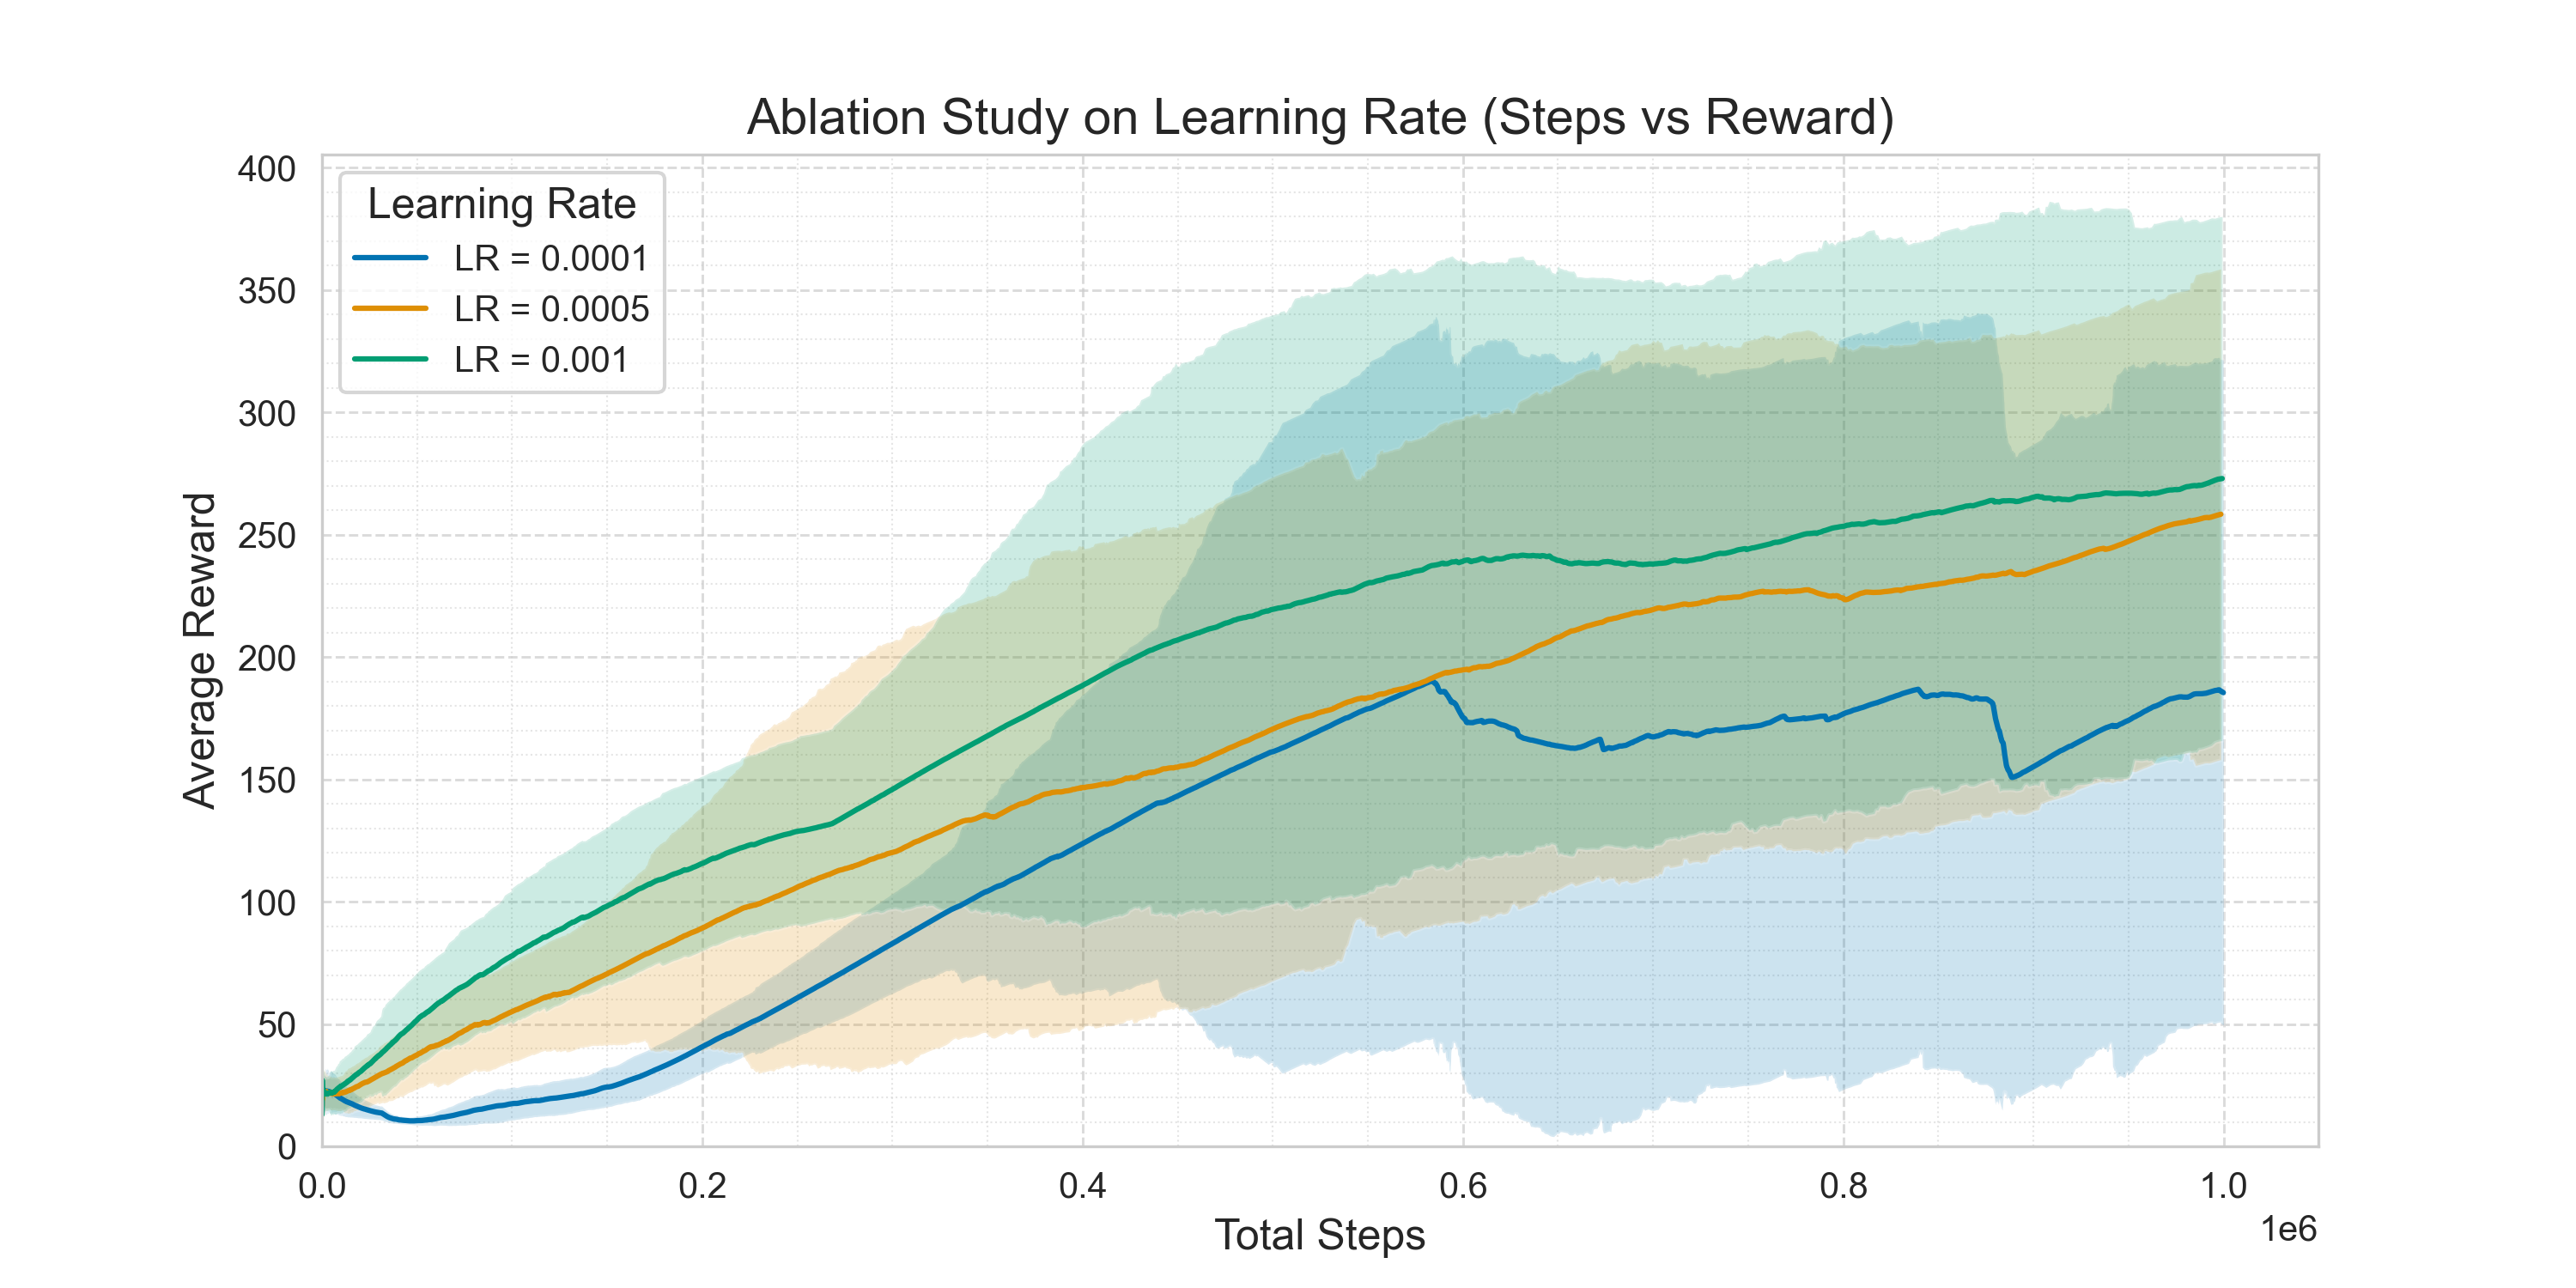 Ablation Study on Learning Rate (Steps vs Reward)
Learning Rate
LR = 0.0001
LR = 0.0005
LR = 0.001
Average Reward
400
350
300
250
200
150
100
50
0
0.0 0.2 0.4 0.6 0.8 1.0
1e6
Total Steps